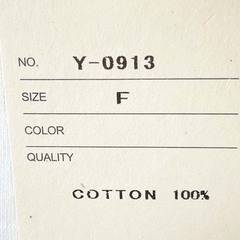 NO. Y-0913
SIZE F
COLOR
QUALITY
COTTON 100%